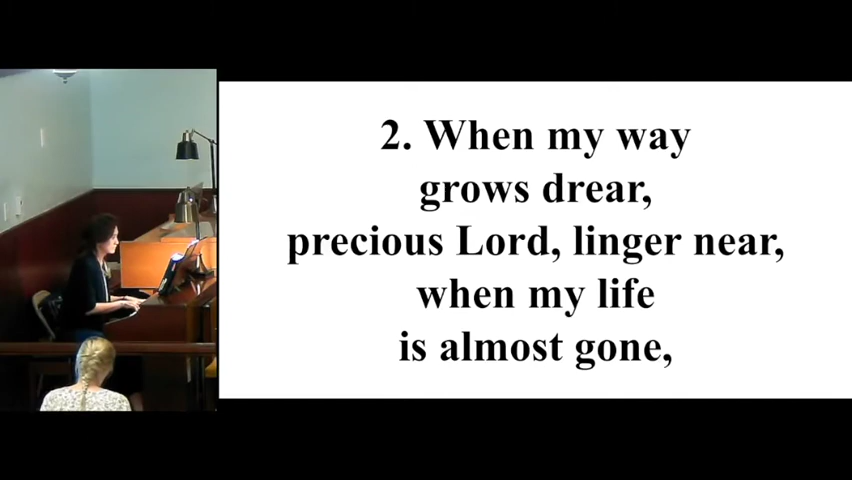 2. When my way
grows drear,
precious Lord, linger near,
when my life
is almost gone,